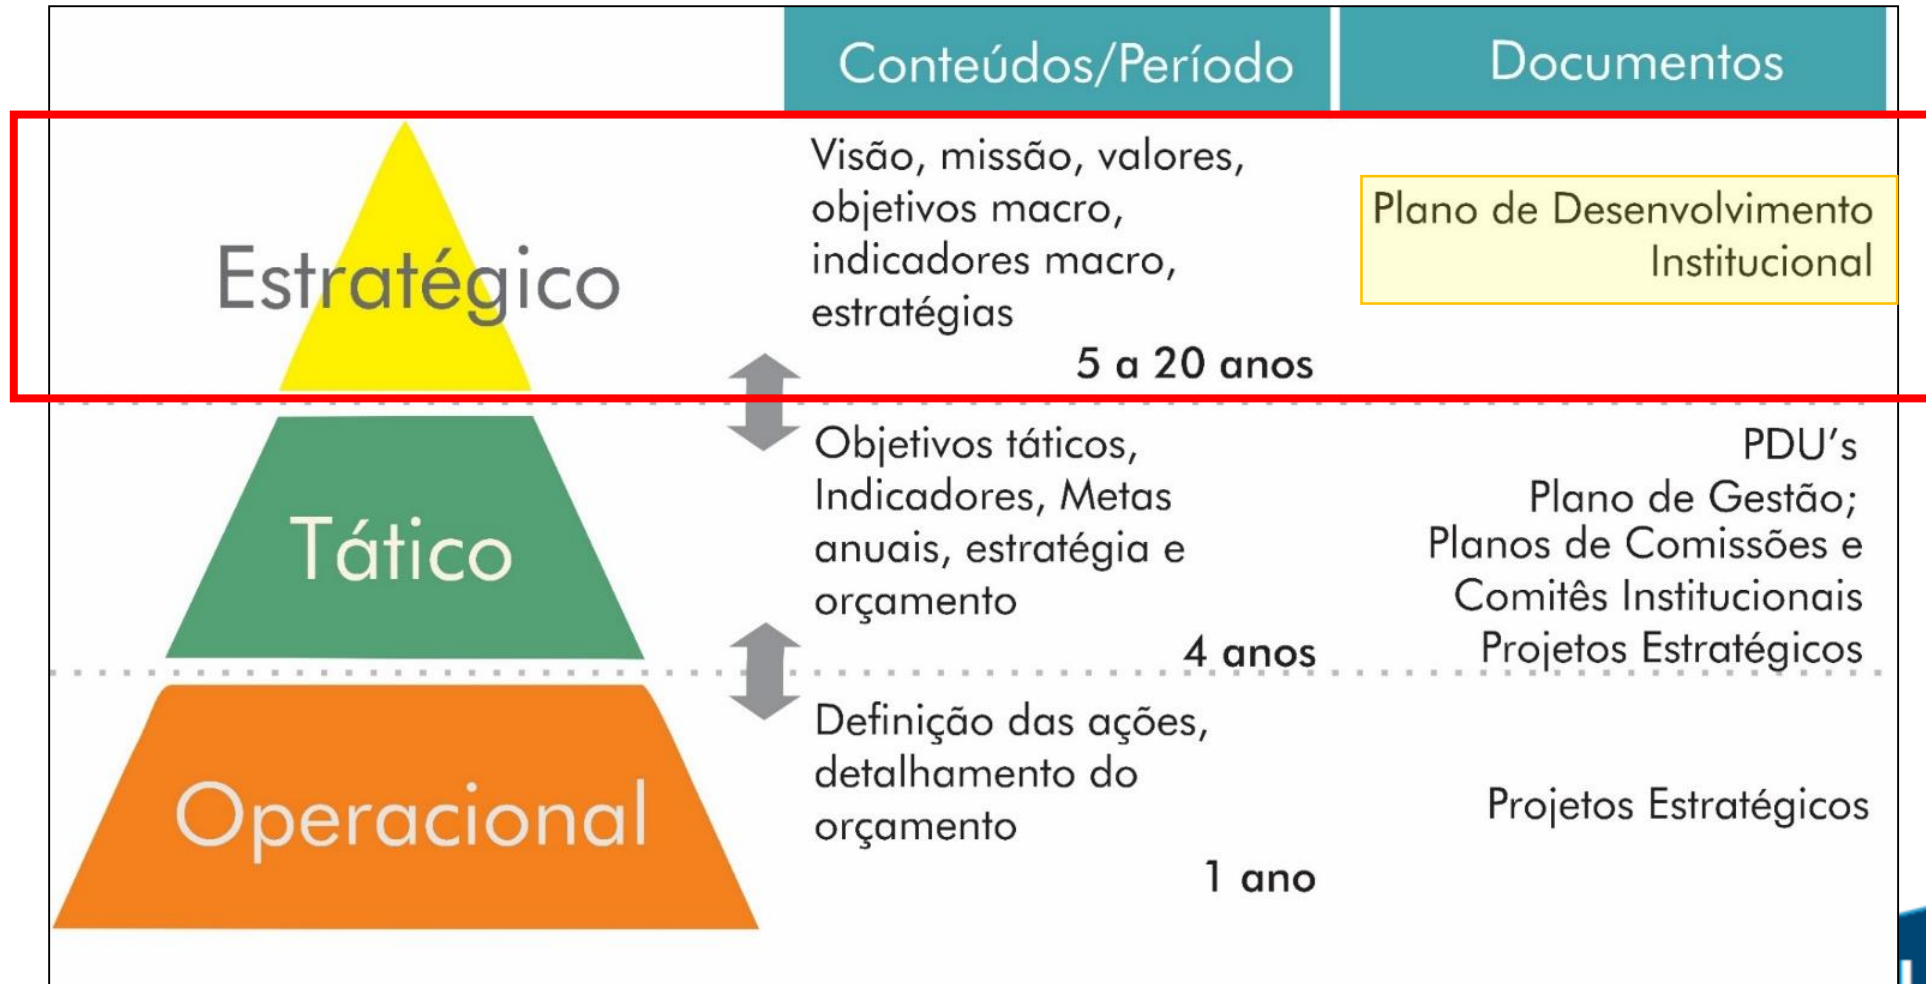 Conteúdos/Período
Documentos
Estratégico
Visão, missão, valores,
objetivos macro,
indicadores macro,
estratégias
5 a 20 anos
Plano de Desenvolvimento
Institucional
Tático
Objetivos táticos,
Indicadores, Metas
anuais, estratégia e
orçamento
4 anos
PDU's
Plano de Gestão;
Planos de Comissões e
Comitês Institucionais
Projetos Estratégicos
Operacional
Definição das ações,
detalhamento do
orçamento
1 ano
Projetos Estratégicos